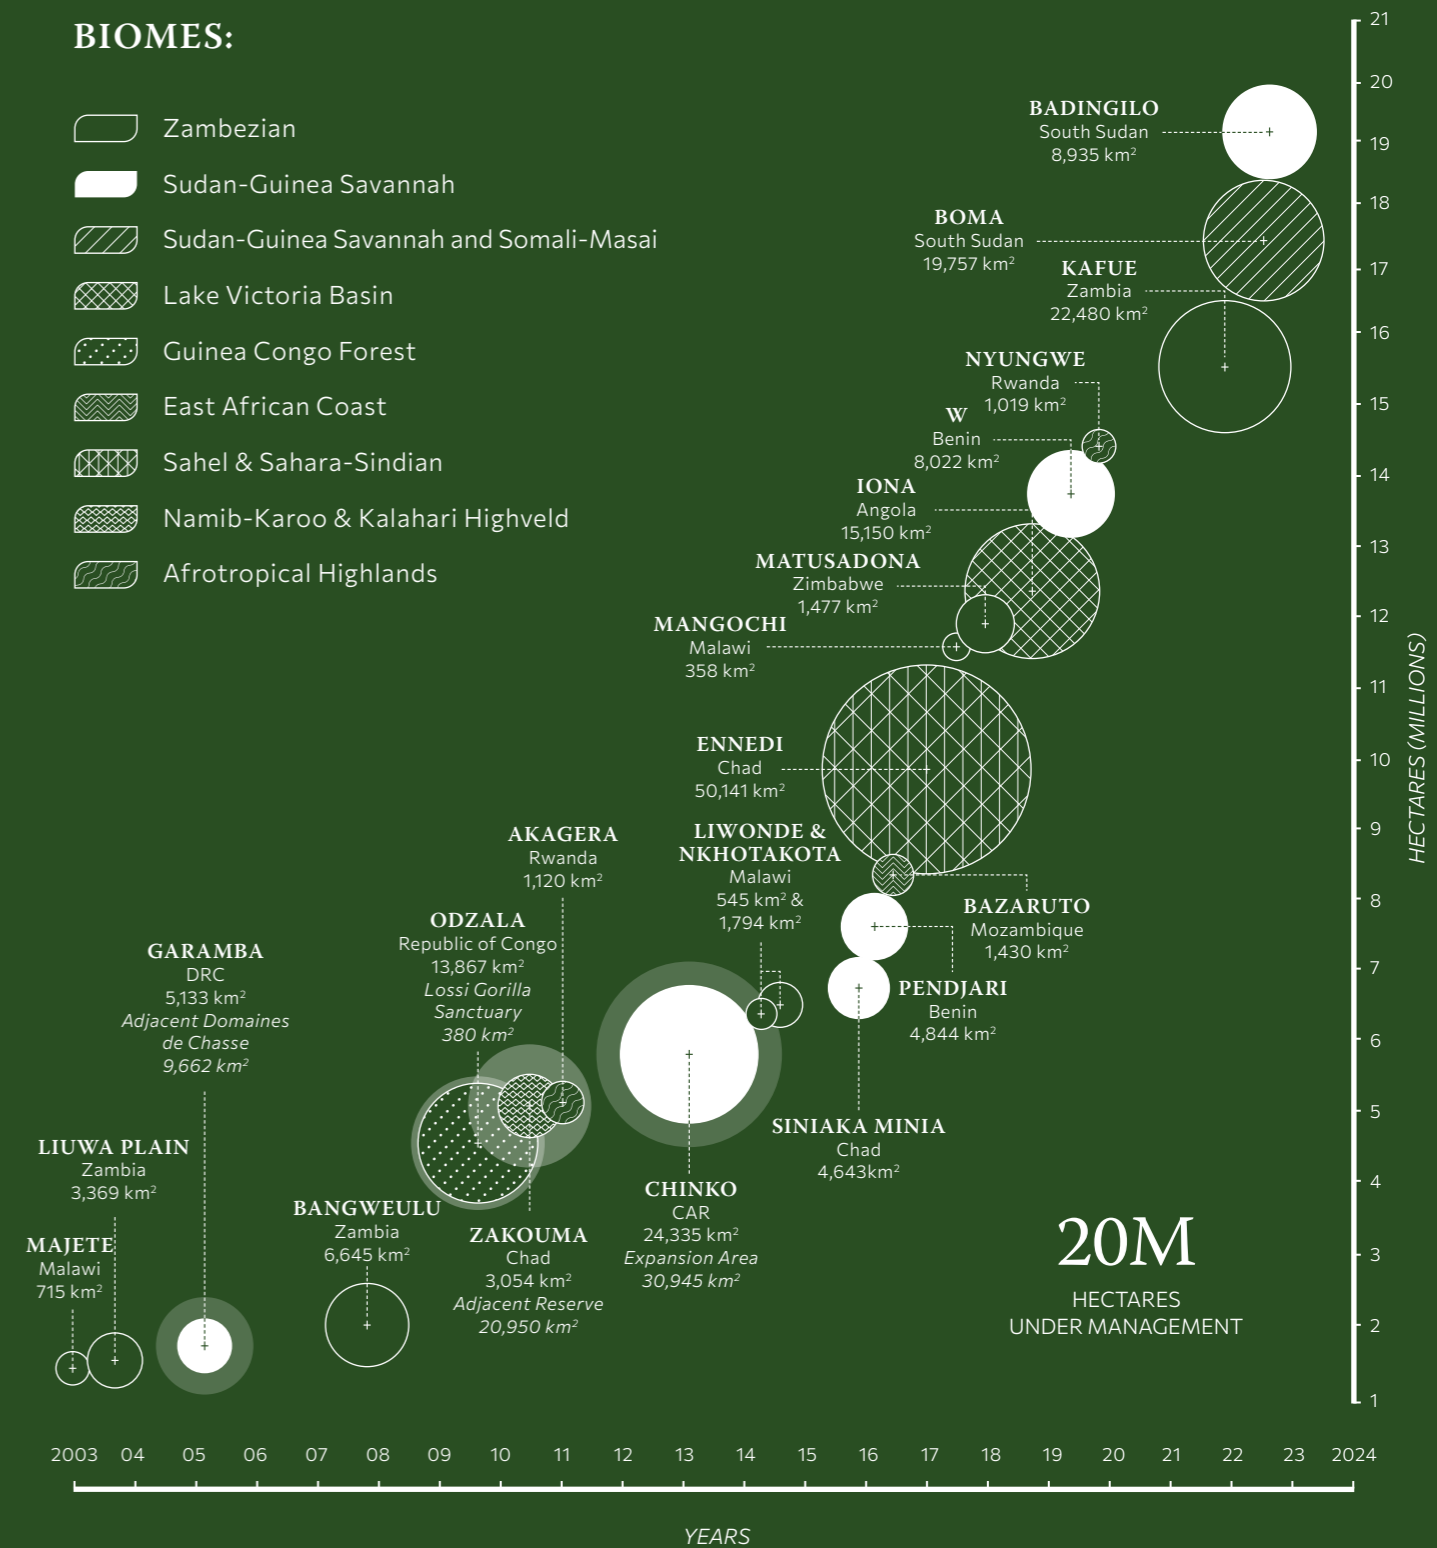 BIOMES:
Zambezian
Sudan-Guinea Savannah
Sudan-Guinea Savannah and Somali-Masai
Lake Victoria Basin
Guinea Congo Forest
East African Coast
Sahel & Sahara-Sindian
Namib-Karoo & Kalahari Highveld
Afrotropical Highlands
BADINGILO
South Sudan
8,935 km²
BOMA
South Sudan
19,757 km²
KAFUE
Zambia
22,480 km²
NYUNGWE
Rwanda
1,019 km²
W
Benin
8,022 km²
IONA
Angola
15,150 km²
MATUSADONA
Zimbabwe
1,477 km²
MANGOCHI
Malawi
358 km²
ENNEDI
Chad
50,141 km²
LIWONDE &
NKHOTAKOTA
Malawi
545 km² &
1,794 km²
AKAGERA
Rwanda
1,120 km²
BAZARUTO
Mozambique
1,430 km²
PENDJARI
Benin
4,844 km²
ODZALA
Republic of Congo
13,867 km²
Lossi Gorilla
Sanctuary
380 km²
GARAMBA
DRC
5,133 km²
Adjacent Domaines
de Chasse
9,662 km²
SINIAKA MINIA
Chad
4,643km²
LIUWA PLAIN
Zambia
3,369 km²
CHINKO
CAR
24,335 km²
Expansion Area
30,945 km²
BANGWEULU
Zambia
6,645 km²
ZAKOUMA
Chad
3,054 km²
Adjacent Reserve
20,950 km²
MAJETE
Malawi
715 km²
20M
HECTARES
UNDER MANAGEMENT
21
20
19
18
17
16
15
14
13
12
11
10
9
8
7
6
5
4
3
2
1
HECTARES (MILLIONS)
2003 04 05 06 07 08 09 10 11 12 13 14 15 16 17 18 19 20 21 22 23 2024
YEARS